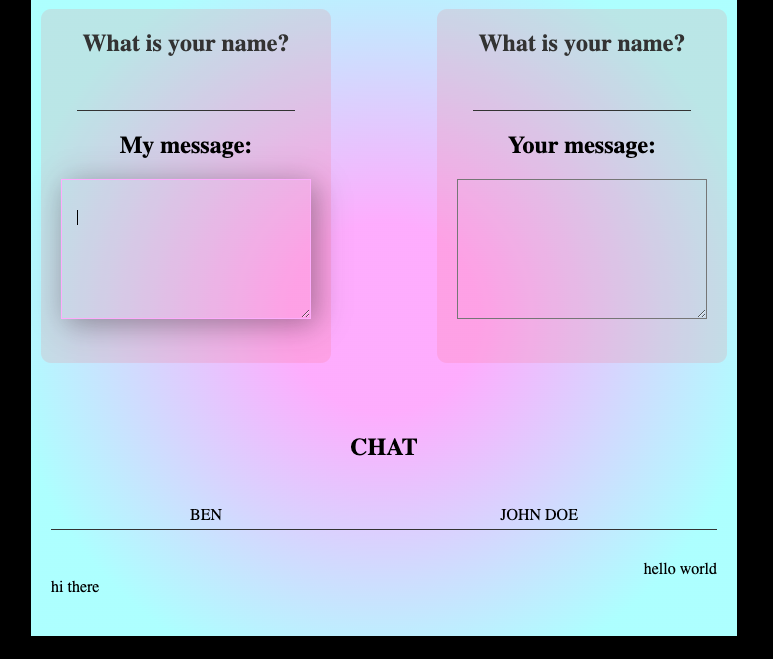 What is your name?
What is your name?
My message:
Your message:
CHAT
BEN
JOHN DOE
hello world
hi there